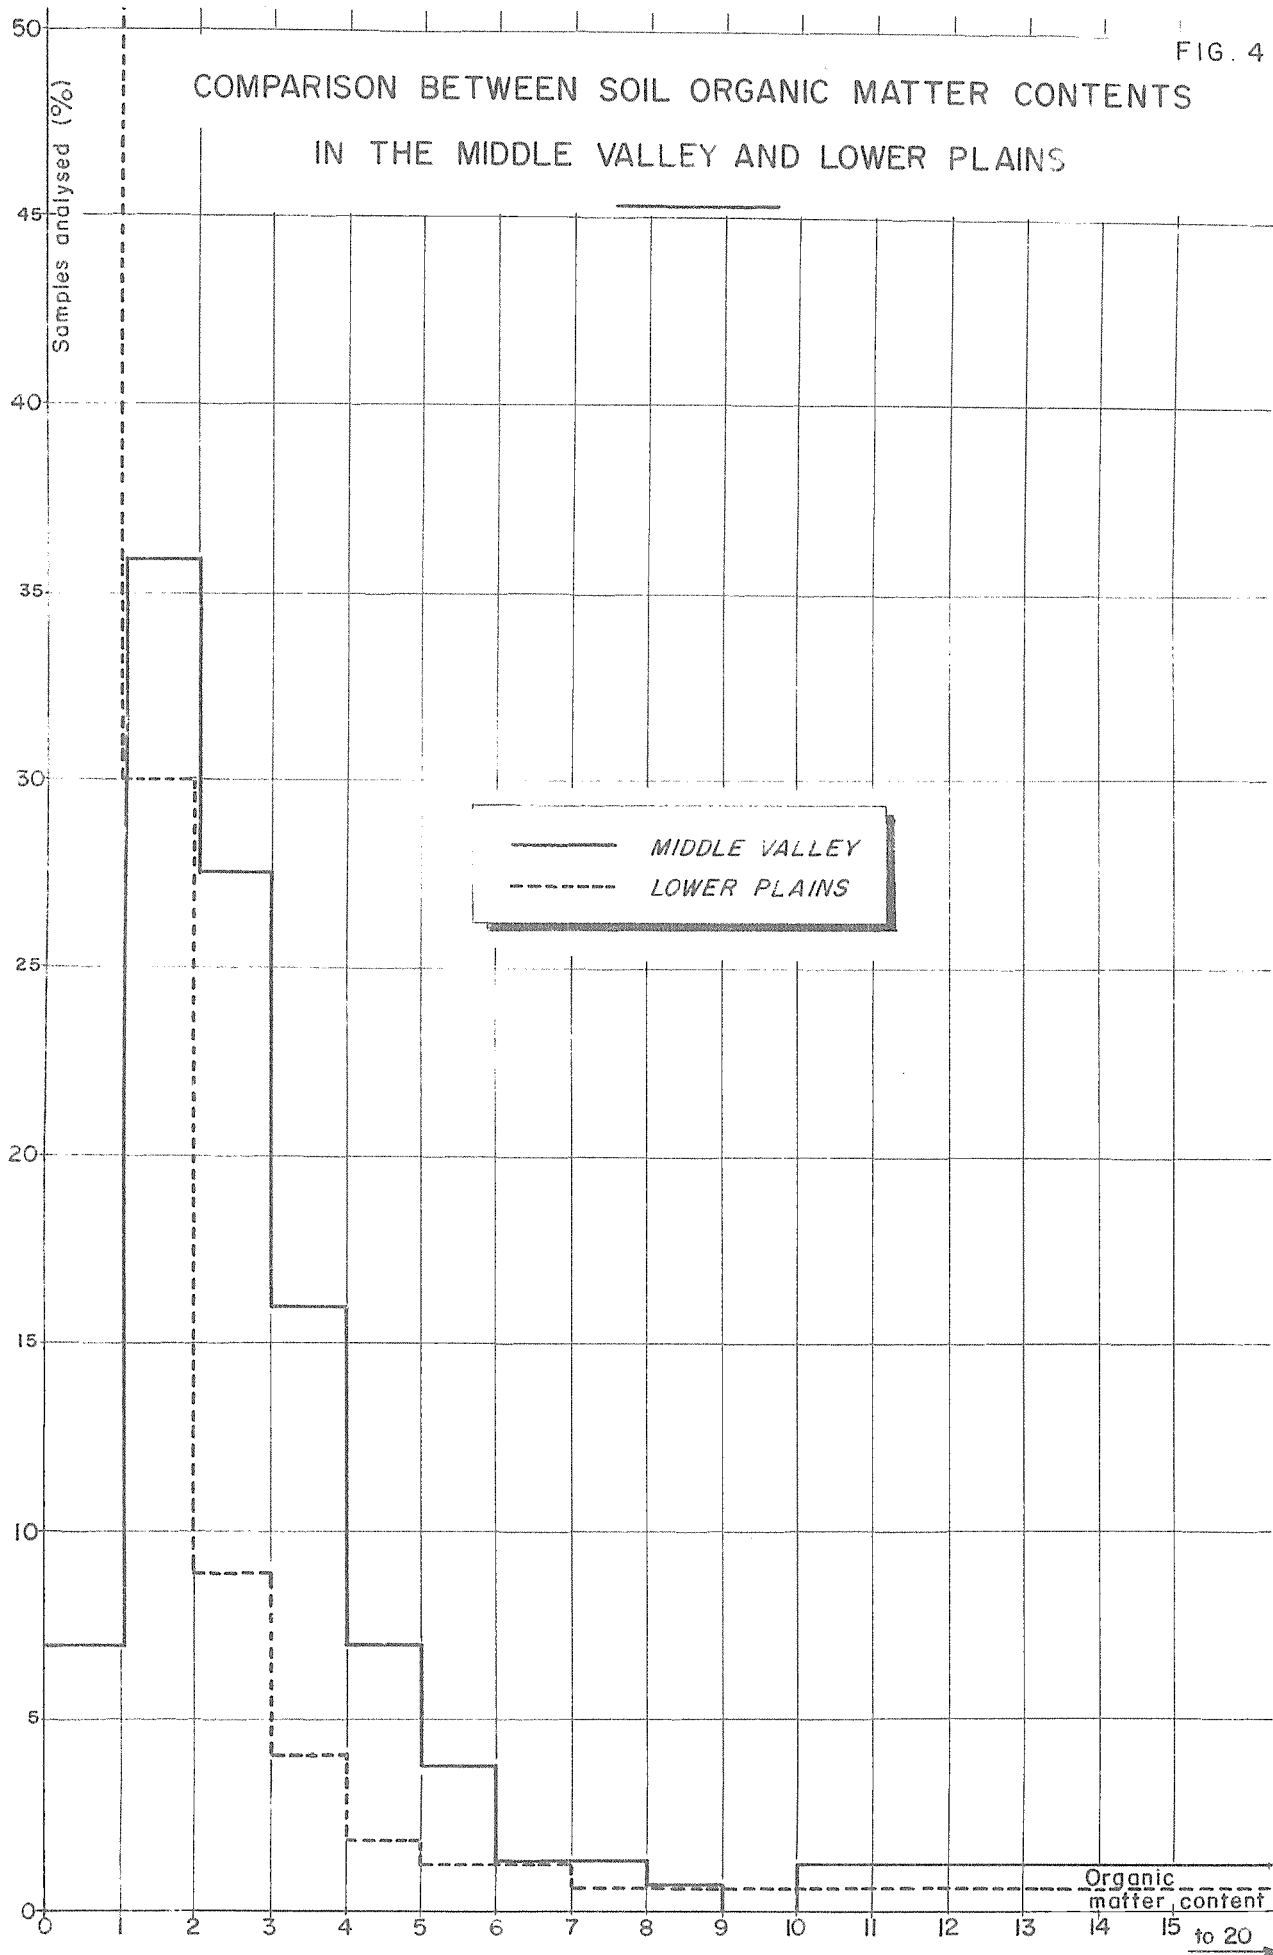 FIG. 4
COMPARISON BETWEEN SOIL ORGANIC MATTER CONTENTS
IN THE MIDDLE VALLEY AND LOWER PLAINS
Samples analysed (%)
50
45
40
35
30
25
20
15
10
5
0
MIDDLE VALLEY
LOWER PLAINS
Organic
matter content
0 1 2 3 4 5 6 7 8 9 10 11 12 13 14 15 to 20